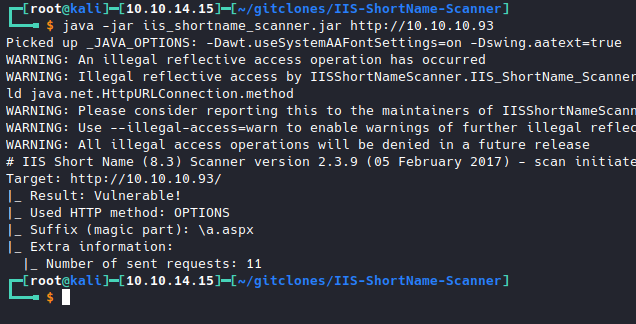 [root@kali]-[10.10.14.15]-[~/gitclones/IIS-ShortName-Scanner]
$ java -jar iis_shortname_scanner.jar http://10.10.10.93
Picked up _JAVA_OPTIONS: -Dawt.useSystemAAFontSettings=on -Dswing.aatext=true
WARNING: An illegal reflective access operation has occurred
WARNING: Illegal reflective access by IISShortNameScanner.IIS_ShortName_Scanner
ld java.net.HttpURLConnection.method
WARNING: Please consider reporting this to the maintainers of IISShortNameScann
WARNING: Use --illegal-access=warn to enable warnings of further illegal reflec
WARNING: All illegal access operations will be denied in a future release
# IIS Short Name (8.3) Scanner version 2.3.9 (05 February 2017) - scan initiate
Target: http://10.10.10.93/
|_ Result: Vulnerable!
|_ Used HTTP method: OPTIONS
|_ Suffix (magic part): \a.aspx
|_ Extra information:
  |_ Number of sent requests: 11
[root@kali]-[10.10.14.15]-[~/gitclones/IIS-ShortName-Scanner]
$